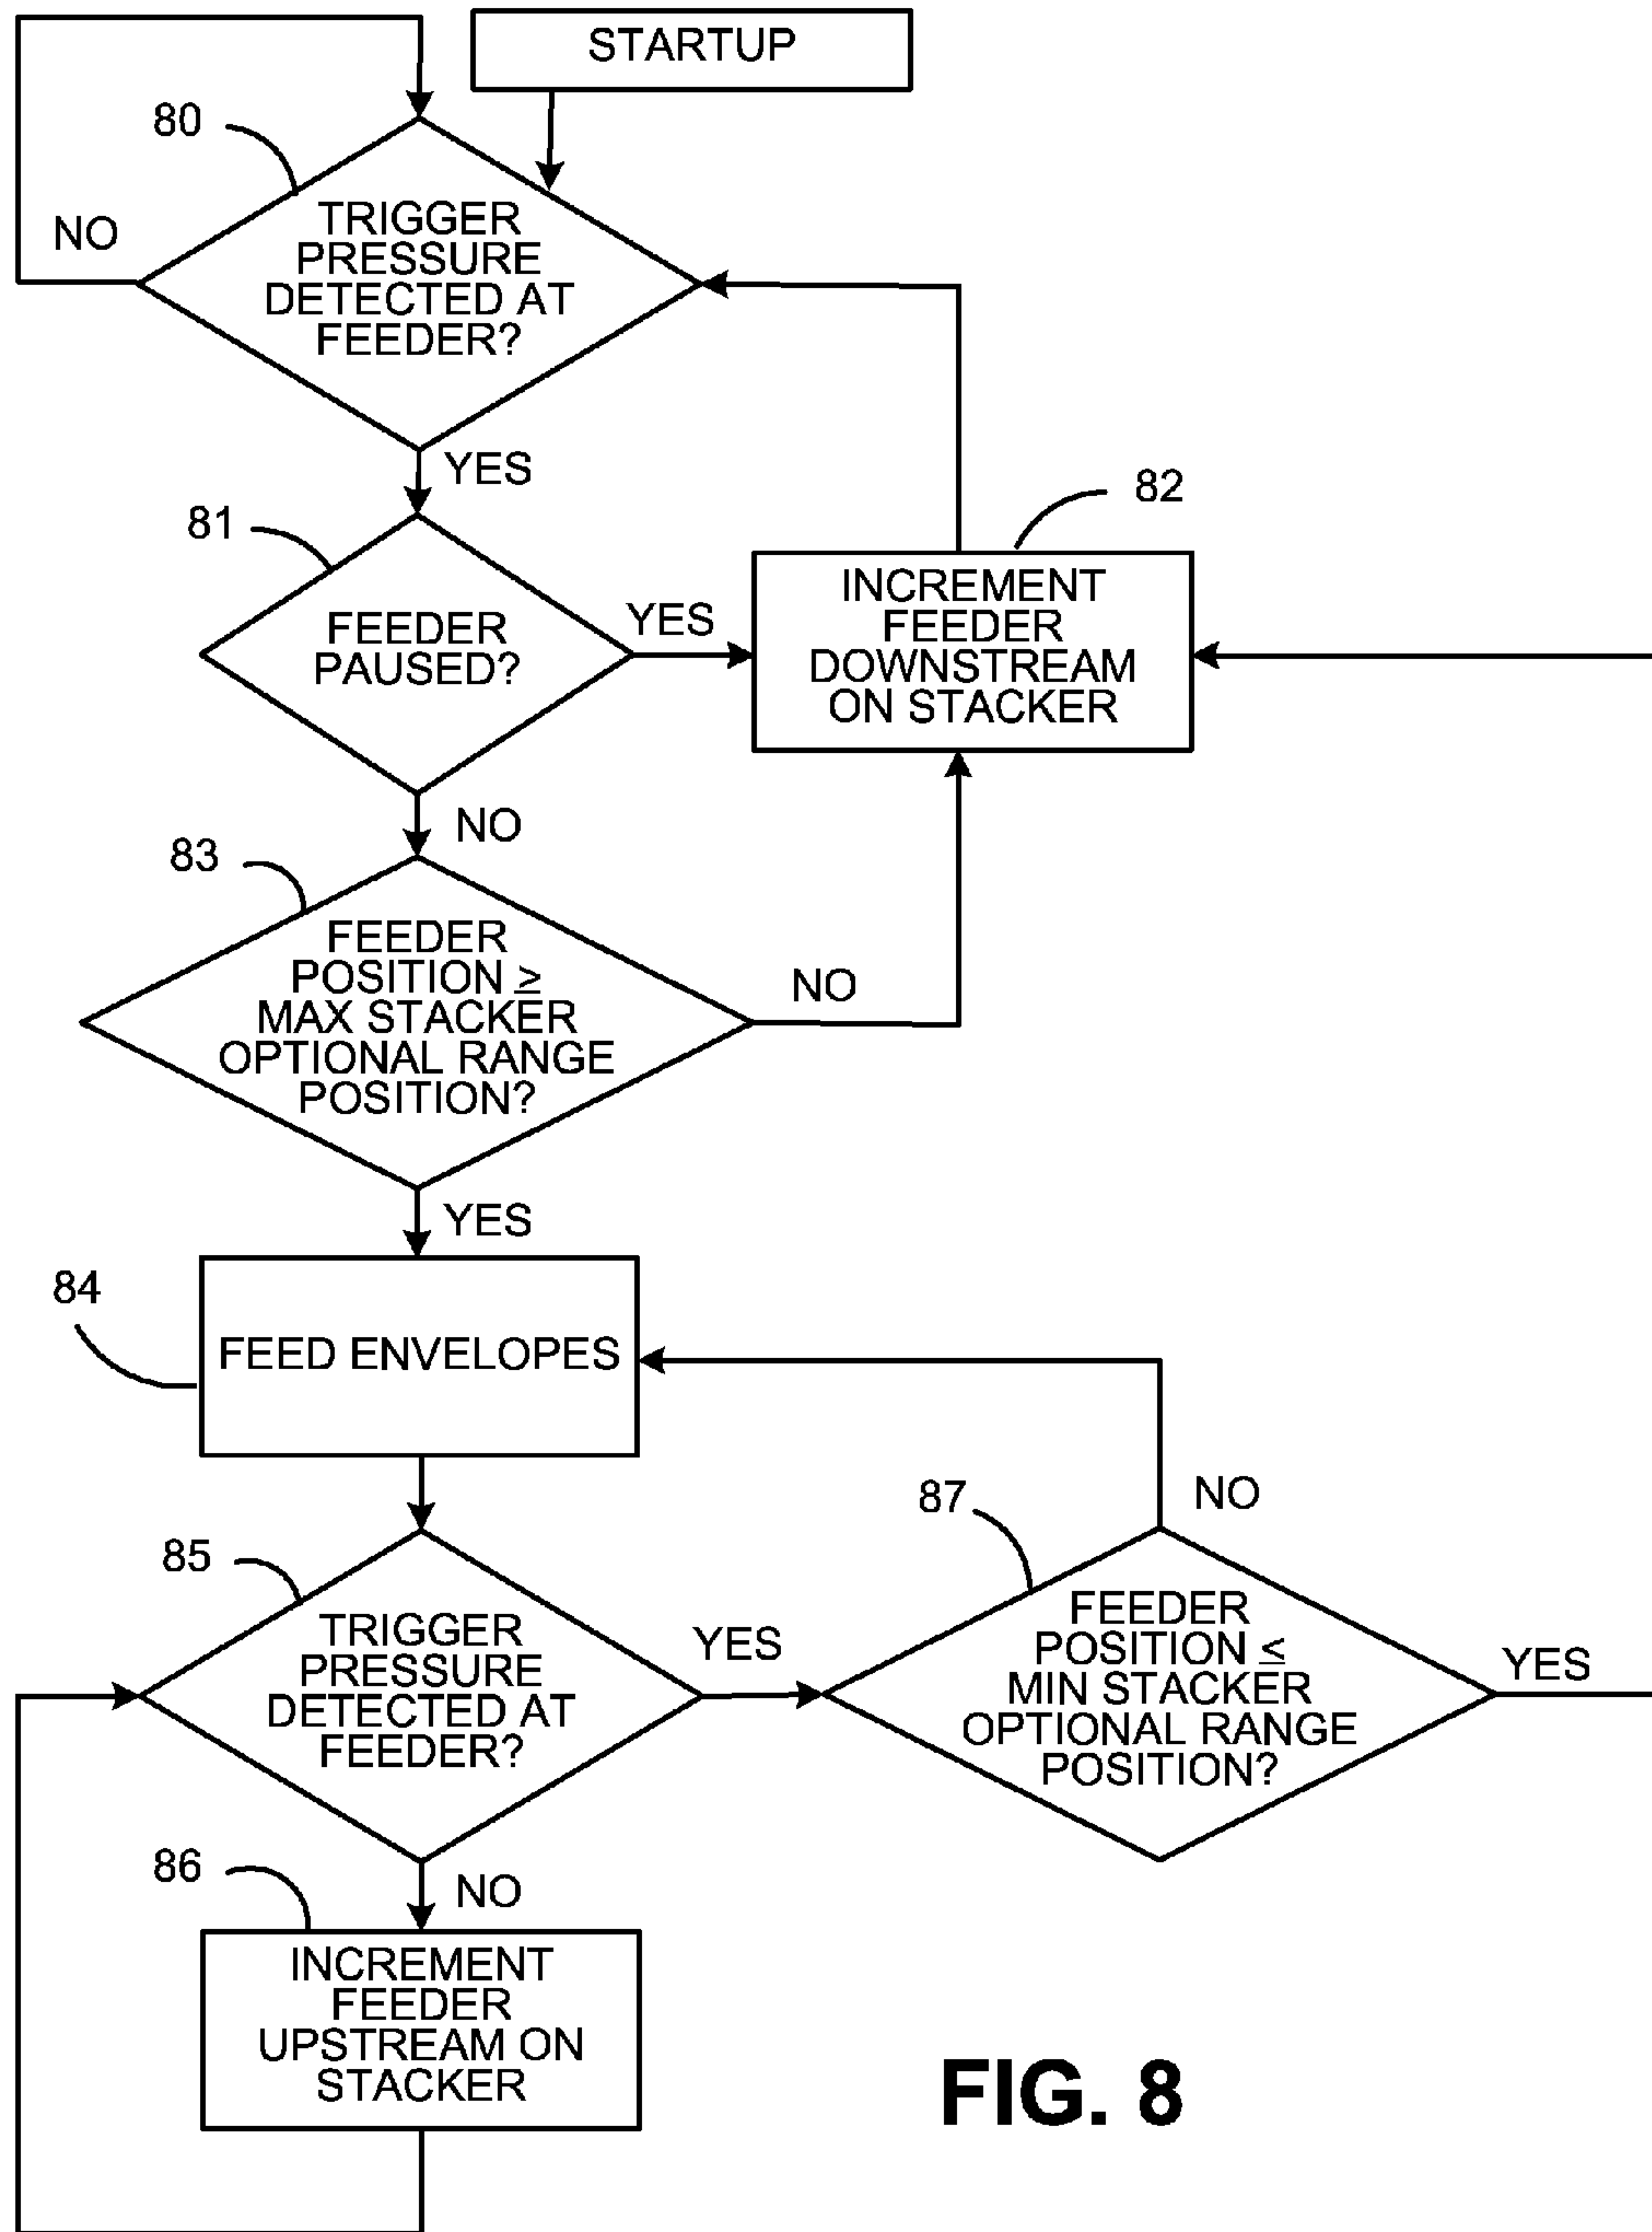 STARTUP
80
NO
TRIGGER
PRESSURE
DETECTED AT
FEEDER?
YES
81
FEEDER
PAUSED?
YES
82
INCREMENT
FEEDER
DOWNSTREAM
ON STACKER
NO
83
FEEDER
POSITION ≥
MAX STACKER
OPTIONAL RANGE
POSITION?
NO
YES
84
FEED ENVELOPES
85
TRIGGER
PRESSURE
DETECTED AT
FEEDER?
YES
87
NO
FEEDER
POSITION ≤
MIN STACKER
OPTIONAL RANGE
POSITION?
YES
86
NO
INCREMENT
FEEDER
UPSTREAM ON
STACKER
FIG. 8